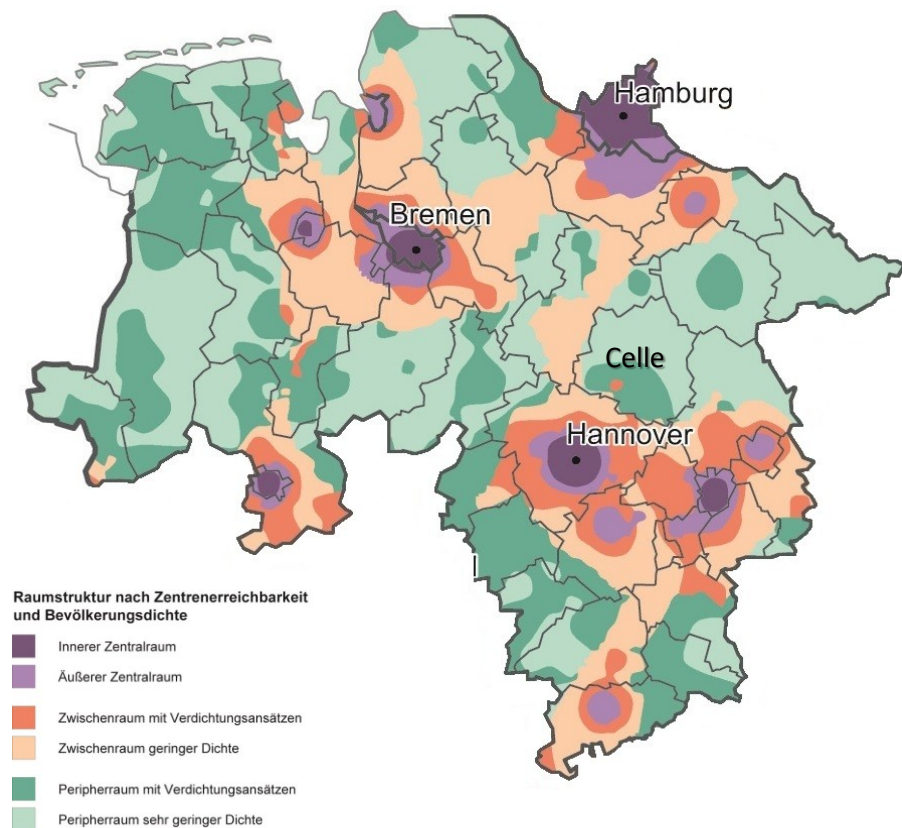 Hamburg
Bremen
Celle
Hannover
Raumstruktur nach Zentrenerreichbarkeit
und Bevölkerungsdichte
Innerer Zentralraum
Äußerer Zentralraum
Zwischenraum mit Verdichtungsansätzen
Zwischenraum geringer Dichte
Peripherraum mit Verdichtungsansätzen
Peripherraum sehr geringer Dichte